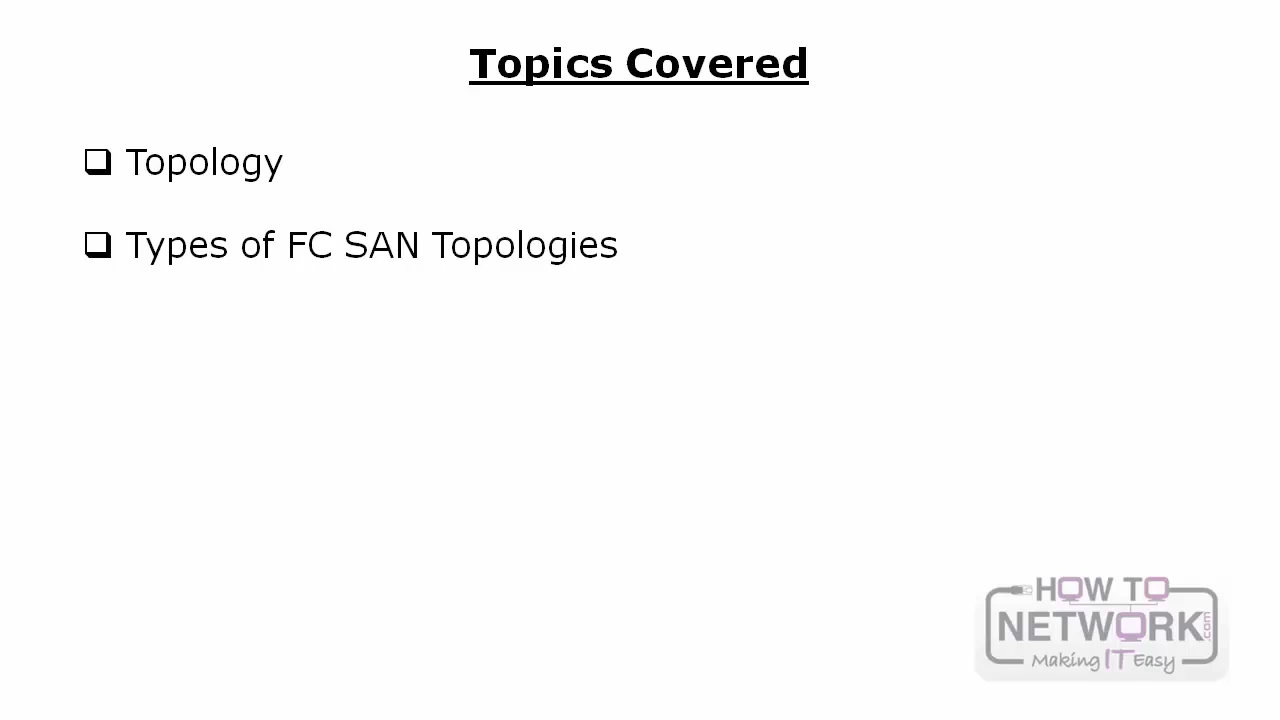 Topics Covered
Topology
Types of FC SAN Topologies
HOW TO
NETWORK.com
Making IT Easy